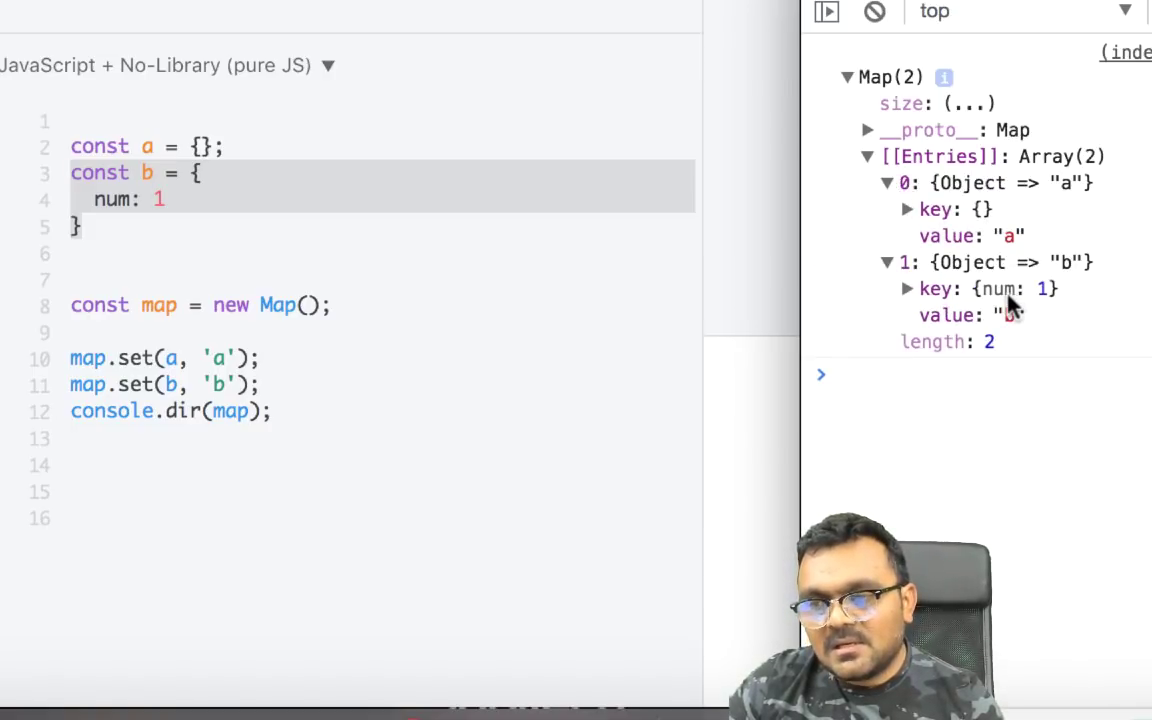 JavaScript + No-Library (pure JS) ▼
1
2 const a = {};
3 const b = {
4 num: 1
5 }
6
7
8 const map = new Map();
9
10 map.set(a, 'a');
11 map.set(b, 'b');
12 console.dir(map);
13
14
15
16
top ▼
(inde
▼ Map(2) i
size: (...)
▶ __proto__: Map
▼ [[Entries]]: Array(2)
▼ 0: {Object => "a"}
▶ key: {}
value: "a"
▼ 1: {Object => "b"}
▶ key: {num: 1}
value: "b"
length: 2
>